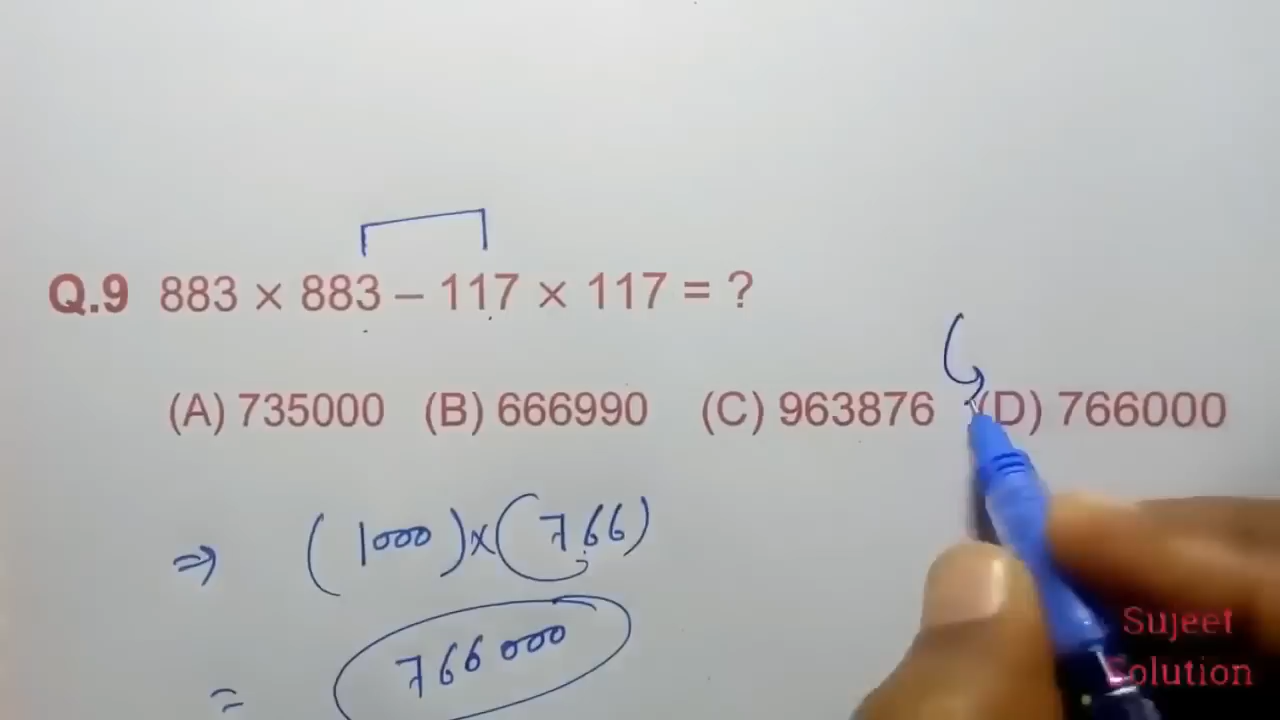 Q.9 883 × 883 – 117 × 117 = ?
(A) 735000 (B) 666990 (C) 963876 (D) 766000
⇒ (1000)×(766)
= 766000
Sujeet
Solution